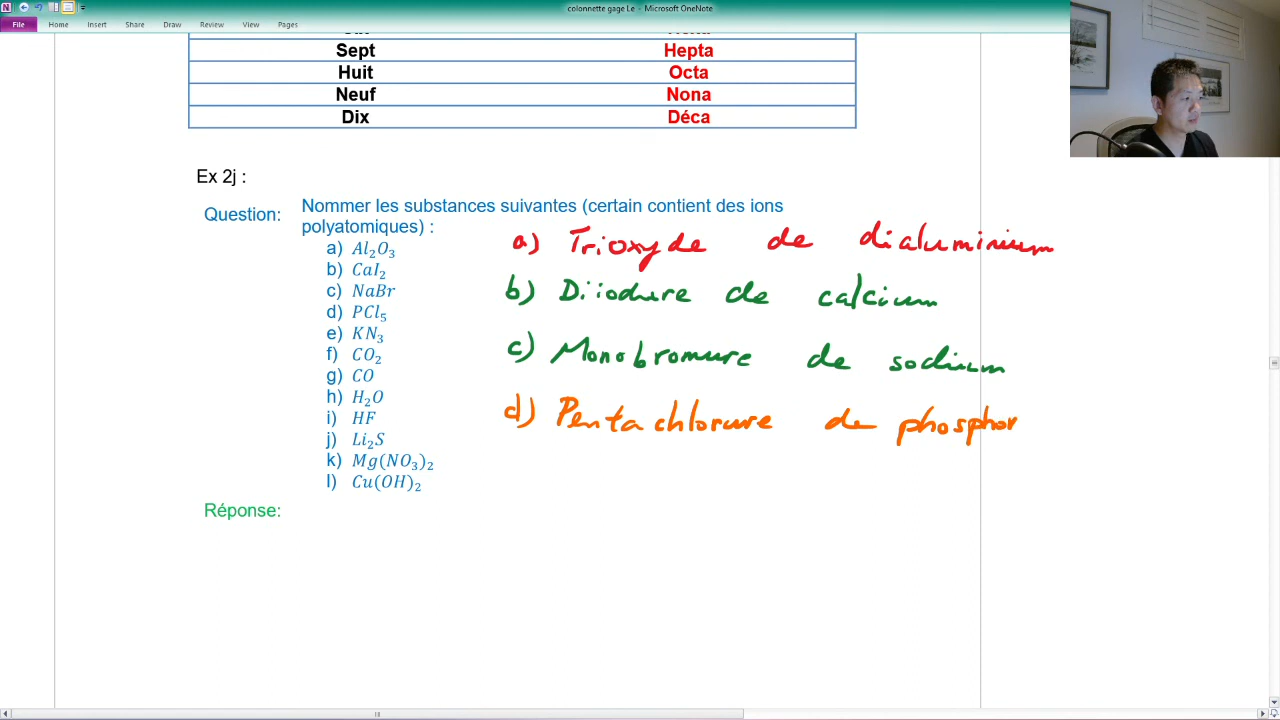 colonnette gage Le - Microsoft OneNote
File Home Insert Share Draw Review View Pages
Sept Hepta
Huit Octa
Neuf Nona
Dix Déca
Ex 2j :
Question: Nommer les substances suivantes (certain contient des ions
polyatomiques) :
a) Al₂O₃
b) CaI₂
c) NaBr
d) PCl₅
e) KN₃
f) CO₂
g) CO
h) H₂O
i) HF
j) Li₂S
k) Mg(NO₃)₂
l) Cu(OH)₂
a) Trioxyde de dialuminium
b) Diiodure de calcium
c) Monobromure de sodium
d) Pentachlorure de phosphor
Réponse: